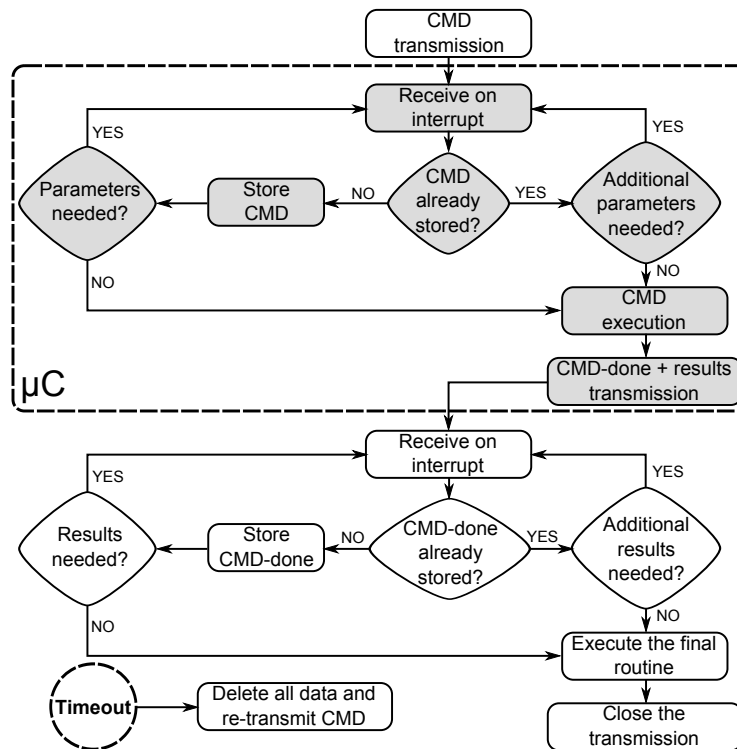 CMD
transmission
Receive on
interrupt
YES
YES
Parameters
needed?
Store
CMD
NO
CMD
already
stored?
YES
Additional
parameters
needed?
NO
NO
CMD
execution
µC
CMD-done + results
transmission
Receive on
interrupt
YES
YES
Results
needed?
Store
CMD-done
NO
CMD-done
already
stored?
YES
Additional
results
needed?
NO
NO
Execute the final
routine
Timeout
Delete all data and
re-transmit CMD
Close the
transmission